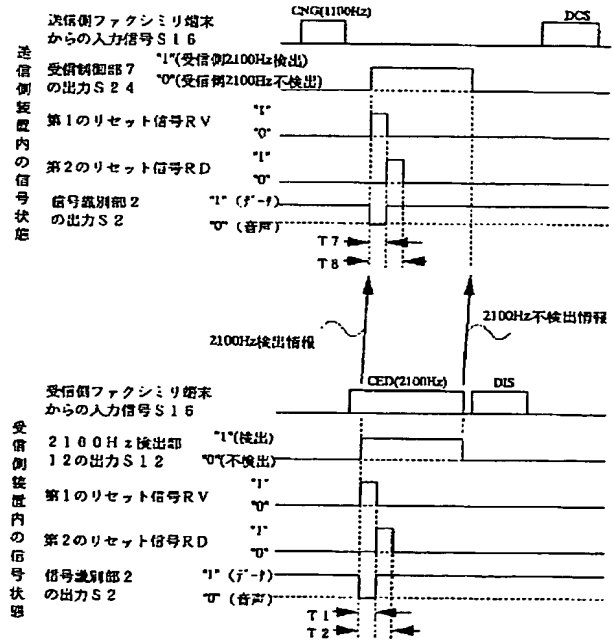 CNG(1100Hz)
DCS
送信側ファクシミリ端末
からの入力信号S16
送信側装置内の信号状態
受信制御部7
の出力S24
"1"(受信側2100Hz検出)
"0"(受信側2100Hz不検出)
第1のリセット信号RV
"1"
"0"
第2のリセット信号RD
"1"
"0"
信号識別部2
の出力S2
"1" (データ)
"0" (音声)
T7
T8
2100Hz検出情報
2100Hz不検出情報
受信側ファクシミリ端末
からの入力信号S16
CED(2100Hz)
DIS
受信側装置内の信号状態
2100Hz検出部
12の出力S12
"1"(検出)
"0"(不検出)
第1のリセット信号RV
"1"
"0"
第2のリセット信号RD
"1"
"0"
信号識別部2
の出力S2
"1" (データ)
"0" (音声)
T1
T2